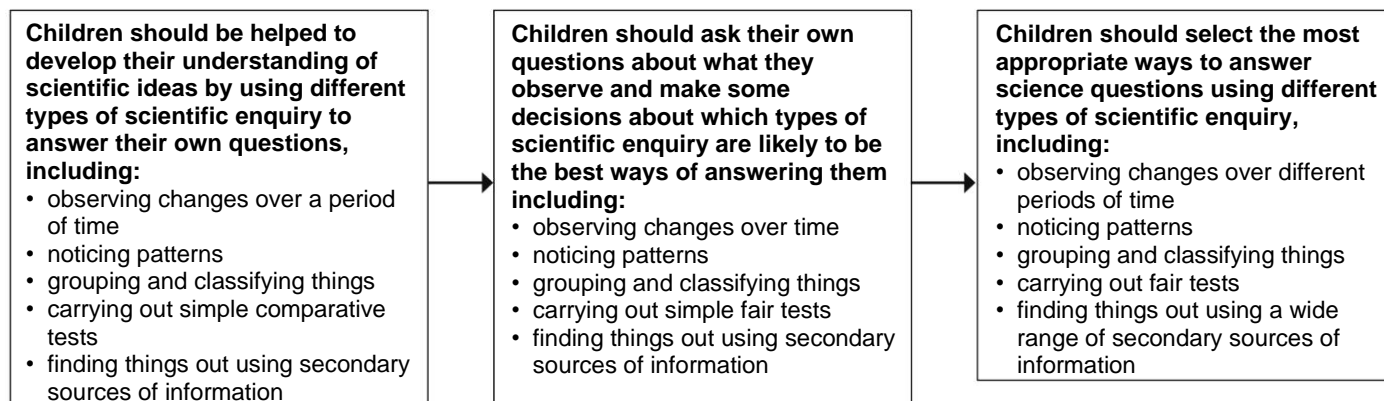 Children should be helped to
develop their understanding of
scientific ideas by using different
types of scientific enquiry to
answer their own questions,
including:
• observing changes over a period
of time
• noticing patterns
• grouping and classifying things
• carrying out simple comparative
tests
• finding things out using secondary
sources of information
Children should ask their own
questions about what they
observe and make some
decisions about which types of
scientific enquiry are likely to be
the best ways of answering them
including:
• observing changes over time
• noticing patterns
• grouping and classifying things
• carrying out simple fair tests
• finding things out using secondary
sources of information
Children should select the most
appropriate ways to answer
science questions using different
types of scientific enquiry,
including:
• observing changes over different
periods of time
• noticing patterns
• grouping and classifying things
• carrying out fair tests
• finding things out using a wide
range of secondary sources of
information